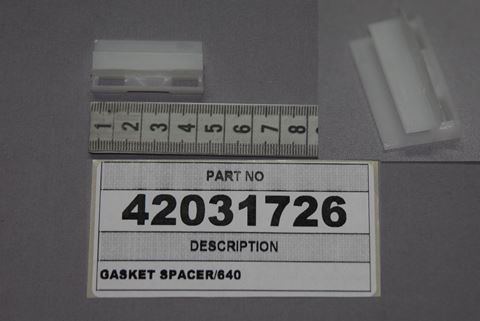 1 2 3 4 5 6 7 8
PART NO
42031726
DESCRIPTION
GASKET SPACER/640